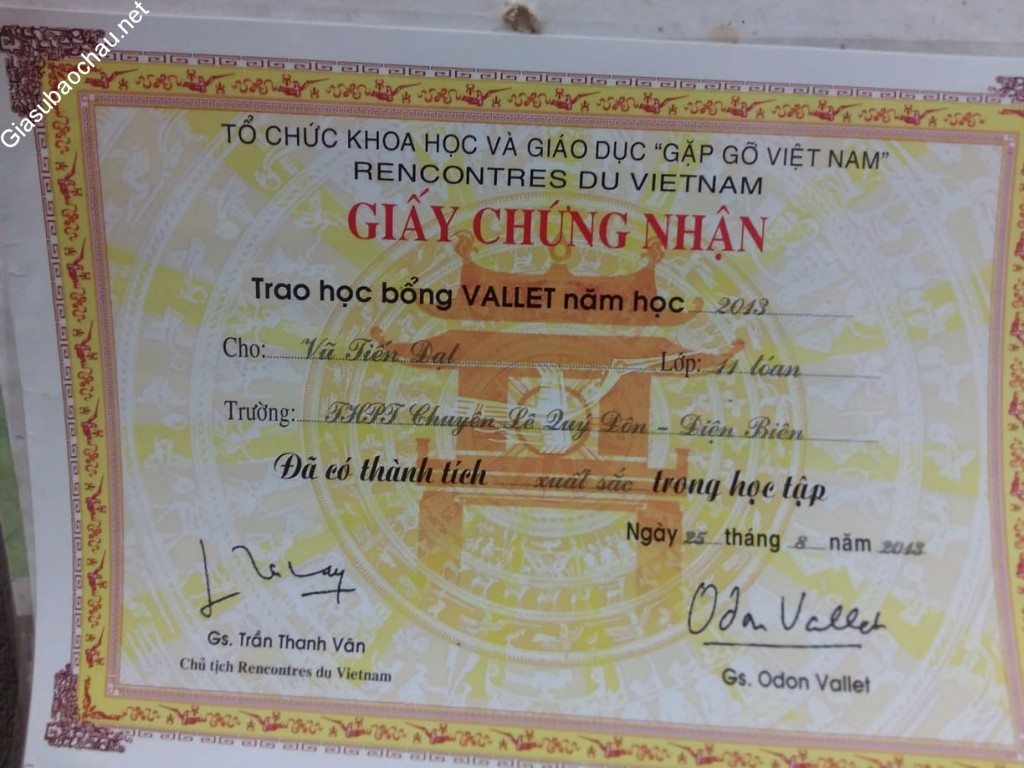 Giasubaochau.net
TỔ CHỨC KHOA HỌC VÀ GIÁO DỤC “GẶP GỠ VIỆT NAM”
RENCONTRES DU VIETNAM
GIẤY CHỨNG NHẬN
Trao học bổng VALLET năm học 2013
Cho: Vũ Tiến Đạt Lớp: 11 toán
Trường: THPT Chuyên Lê Quý Đôn - Điện Biên
Đã có thành tích xuất sắc trong học tập
Ngày 25 tháng 8 năm 2013
Odon Vallet
Gs. Trần Thanh Vân
Chủ tịch Rencontres du Vietnam
Gs. Odon Vallet